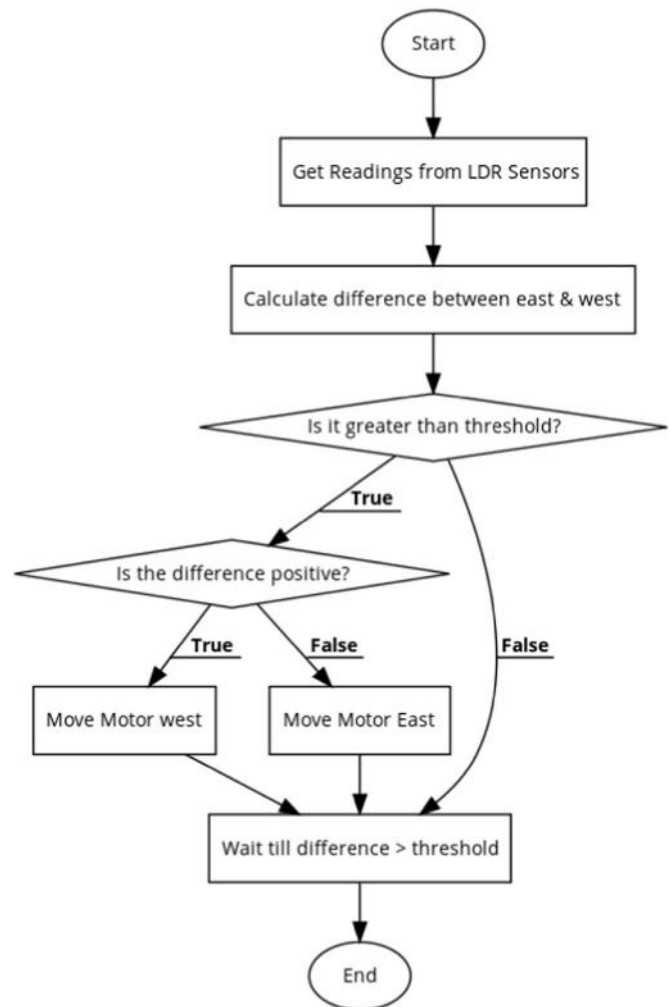 Start
Get Readings from LDR Sensors
Calculate difference between east & west
Is it greater than threshold?
True
Is the difference positive?
True
False
False
Move Motor west
Move Motor East
Wait till difference > threshold
End